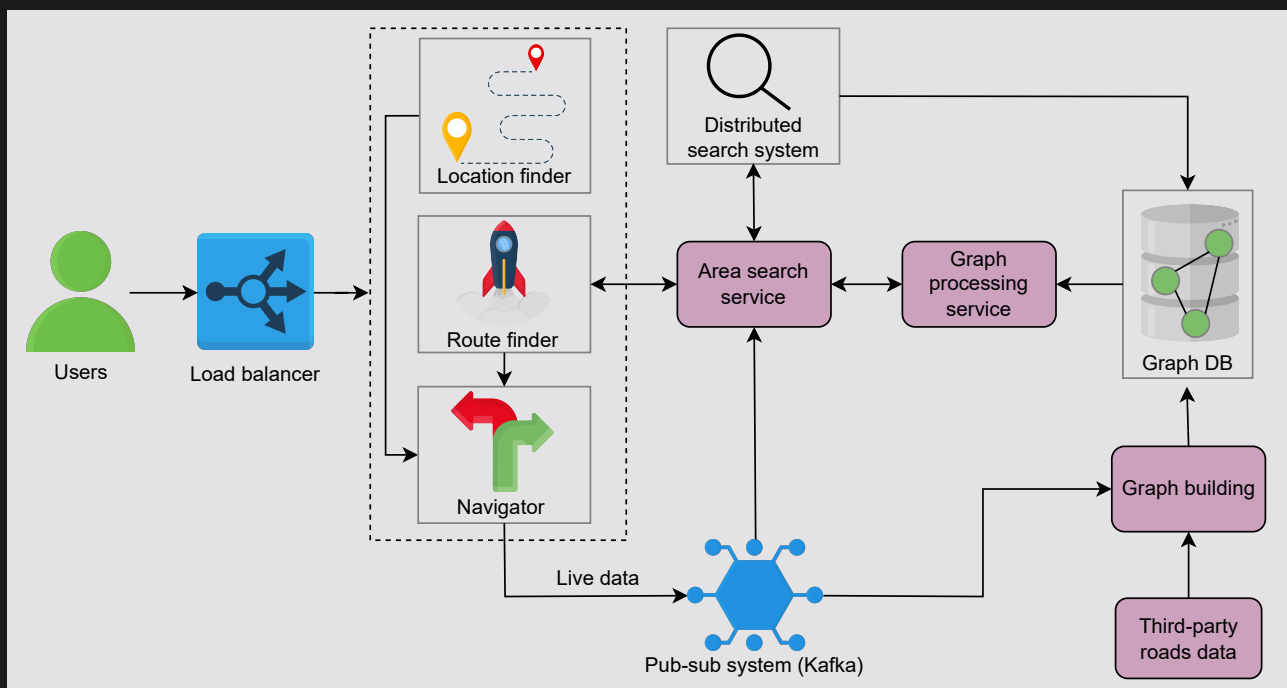 Location finder
Distributed
search system
Route finder
Area search
service
Graph
processing
service
Graph DB
Users
Load balancer
Navigator
Graph building
Live data
Third-party
roads data
Pub-sub system (Kafka)